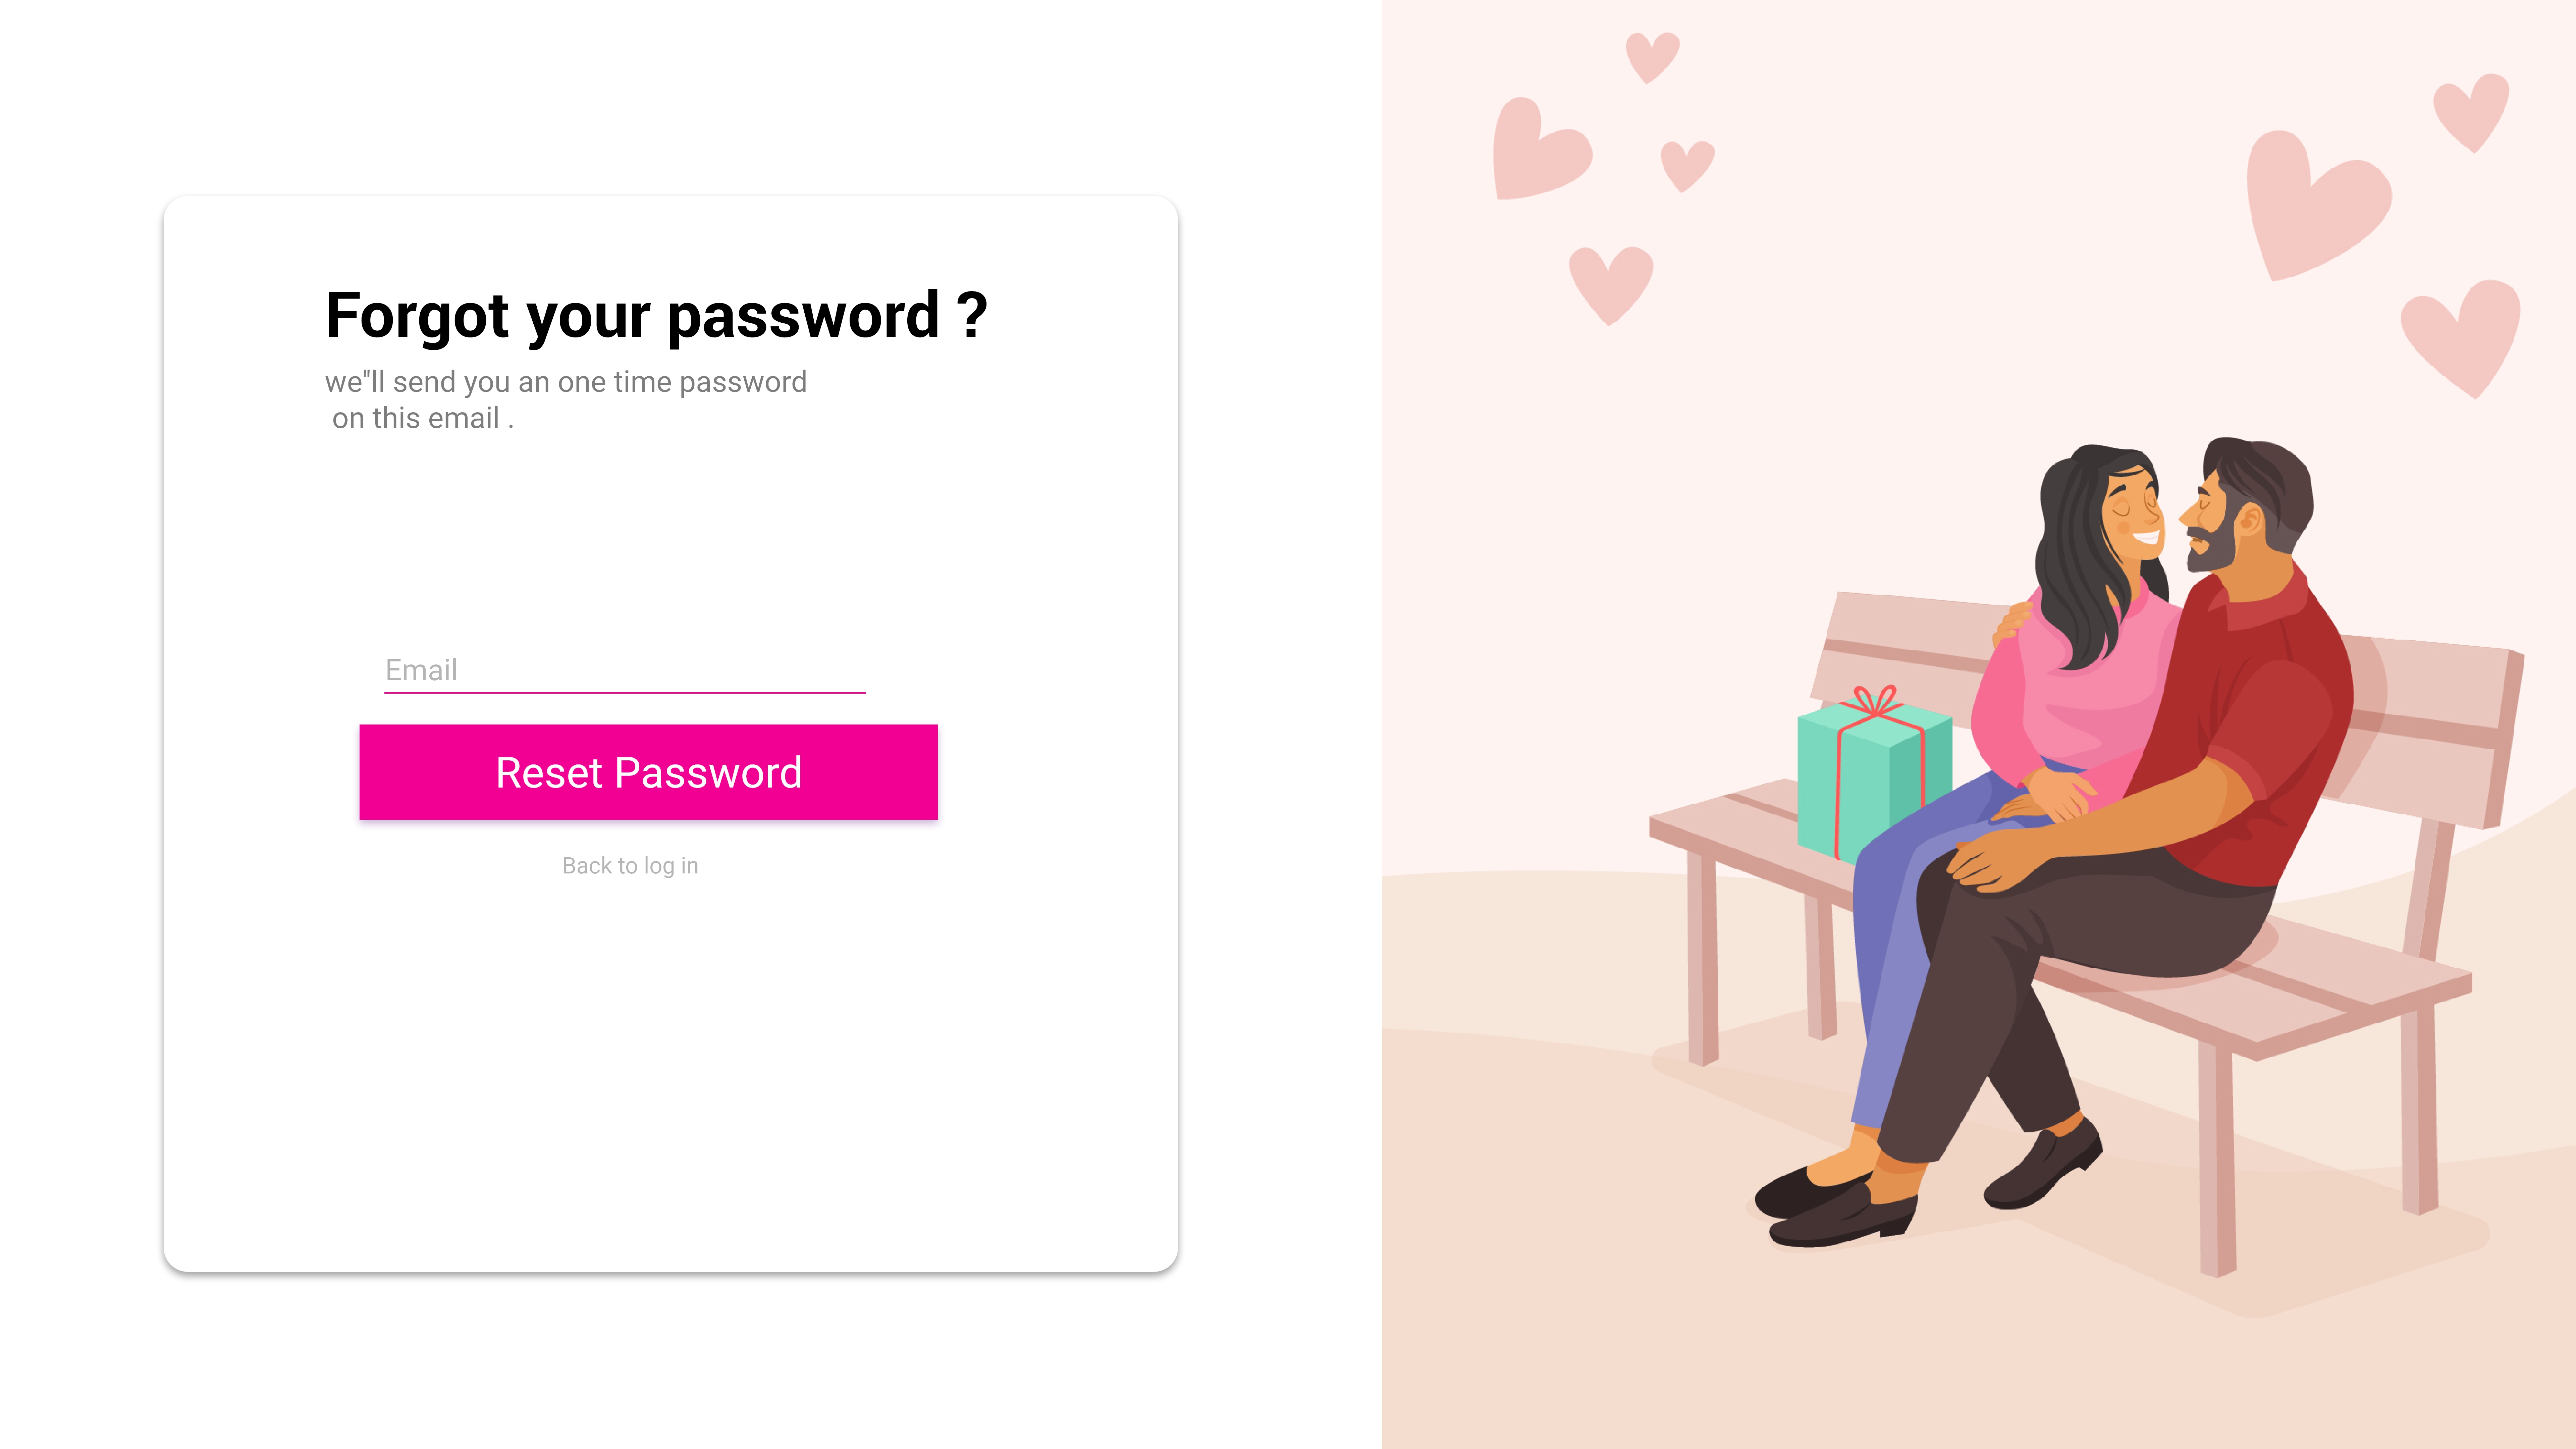 Forgot your password ?
we"ll send you an one time password
on this email .
Email
Reset Password
Back to log in